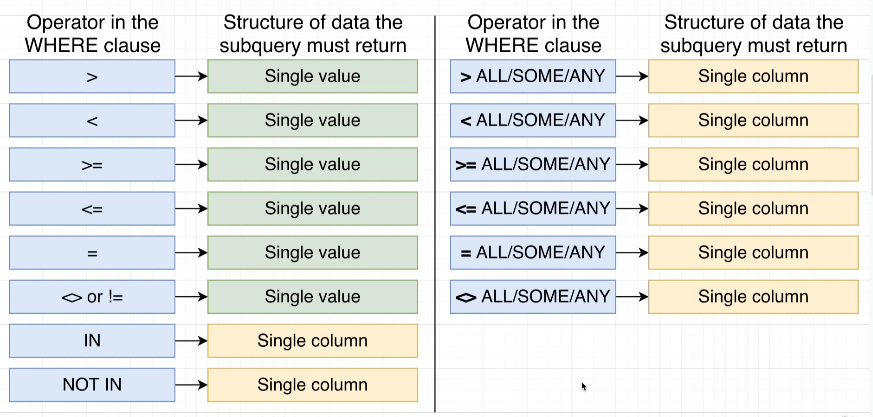 Operator in the
WHERE clause
Structure of data the
subquery must return
> Single value
< Single value
>= Single value
<= Single value
= Single value
<> or != Single value
IN Single column
NOT IN Single column
Operator in the
WHERE clause
Structure of data the
subquery must return
> ALL/SOME/ANY Single column
< ALL/SOME/ANY Single column
>= ALL/SOME/ANY Single column
<= ALL/SOME/ANY Single column
= ALL/SOME/ANY Single column
<> ALL/SOME/ANY Single column